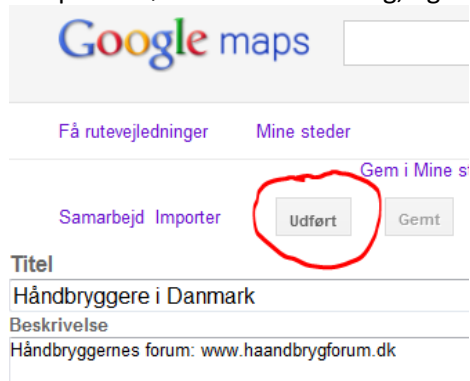 Google maps
Få rutevejledninger Mine steder
Gem i Mine
Samarbejd Importer Udført Gemt
Titel
Håndbryggere i Danmark
Beskrivelse
Håndbryggernes forum: www.haandbrygforum.dk